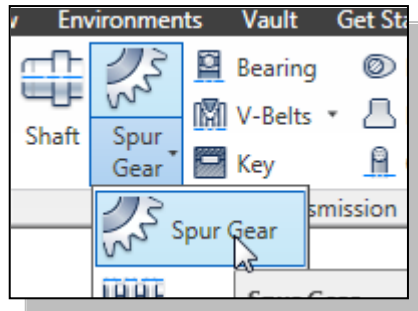 Environments Vault Get Sta
Shaft
Spur
Gear
Bearing
V-Belts
Key
smission
Spur Gear